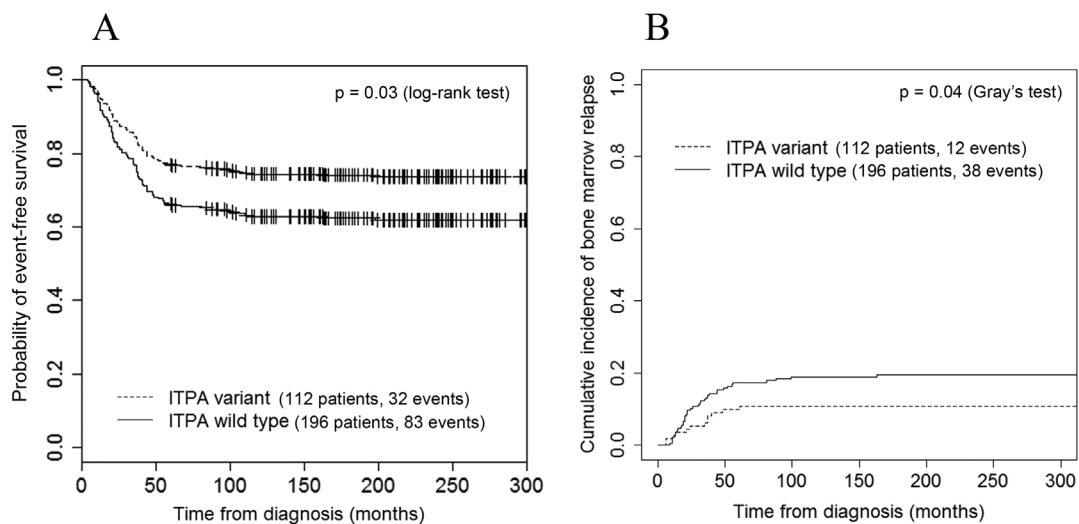 A
Probability of event-free survival
1.0
0.8
0.6
0.4
0.2
0.0
p = 0.03 (log-rank test)
ITPA variant (112 patients, 32 events)
ITPA wild type (196 patients, 83 events)
0 50 100 150 200 250 300
Time from diagnosis (months)
B
Cumulative incidence of bone marrow relapse
1.0
0.8
0.6
0.4
0.2
0.0
p = 0.04 (Gray's test)
ITPA variant (112 patients, 12 events)
ITPA wild type (196 patients, 38 events)
0 50 100 150 200 250 300
Time from diagnosis (months)